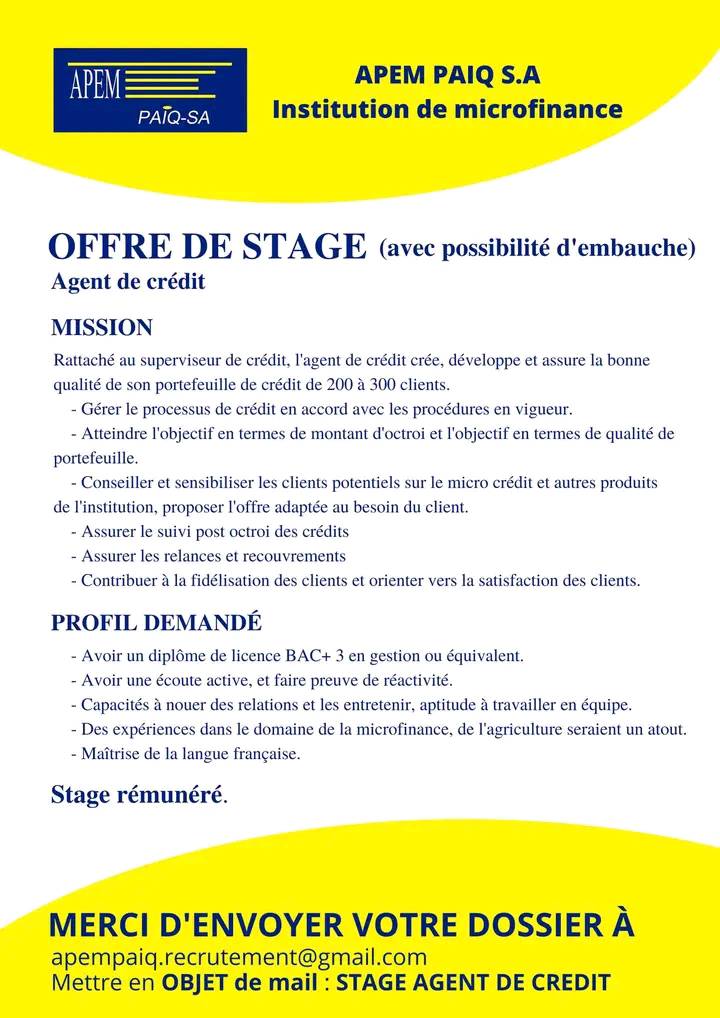 APEM
PAÏQ-SA
APEM PAIQ S.A
Institution de microfinance
OFFRE DE STAGE (avec possibilité d'embauche)
Agent de crédit
MISSION
Rattaché au superviseur de crédit, l'agent de crédit crée, développe et assure la bonne
qualité de son portefeuille de crédit de 200 à 300 clients.
- Gérer le processus de crédit en accord avec les procédures en vigueur.
- Atteindre l'objectif en termes de montant d'octroi et l'objectif en termes de qualité de
portefeuille.
- Conseiller et sensibiliser les clients potentiels sur le micro crédit et autres produits
de l'institution, proposer l'offre adaptée au besoin du client.
- Assurer le suivi post octroi des crédits
- Assurer les relances et recouvrements
- Contribuer à la fidélisation des clients et orienter vers la satisfaction des clients.
PROFIL DEMANDÉ
- Avoir un diplôme de licence BAC+ 3 en gestion ou équivalent.
- Avoir une écoute active, et faire preuve de réactivité.
- Capacités à nouer des relations et les entretenir, aptitude à travailler en équipe.
- Des expériences dans le domaine de la microfinance, de l'agriculture seraient un atout.
- Maîtrise de la langue française.
Stage rémunéré.
MERCI D'ENVOYER VOTRE DOSSIER À
apempaiq.recrutement@gmail.com
Mettre en OBJET de mail : STAGE AGENT DE CREDIT